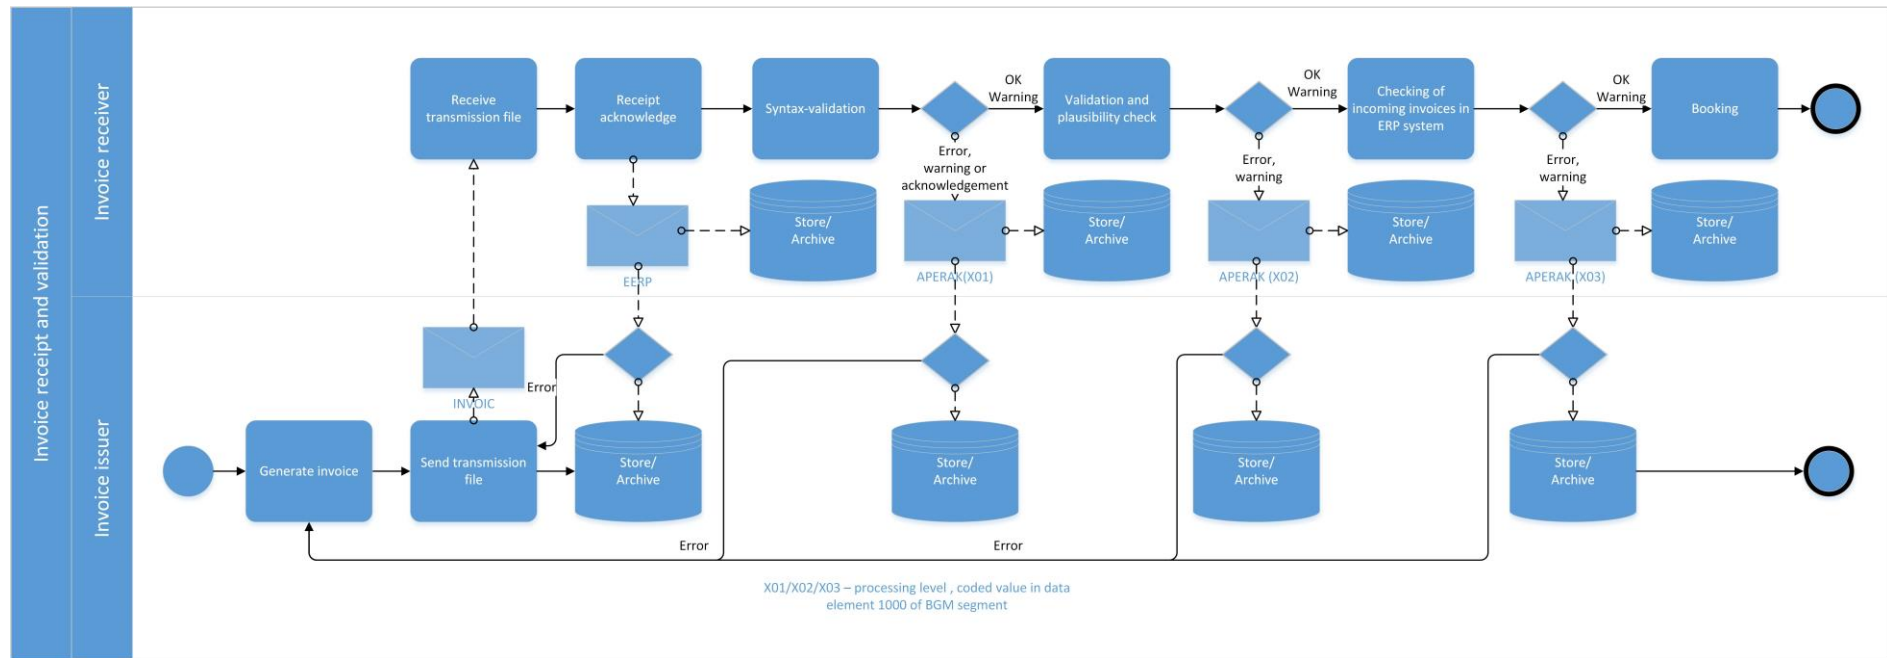 Invoice receipt and validation
Invoice receiver
Receive
transmission file
Receipt
acknowledge
Syntax-validation
OK
Warning
Validation and
plausibility check
OK
Warning
Checking of
incoming invoices in
ERP system
OK
Warning
Booking
Error,
warning or
acknowledgement
Error,
warning
Error,
warning
Store/
Archive
Store/
Archive
Store/
Archive
Store/
Archive
EERP
APERAK(X01)
APERAK (X02)
APERAK (X03)
Invoice issuer
INVOIC
Error
Generate invoice
Send transmission
file
Store/
Archive
Store/
Archive
Store/
Archive
Store/
Archive
Error
Error
X01/X02/X03 – processing level , coded value in data
element 1000 of BGM segment